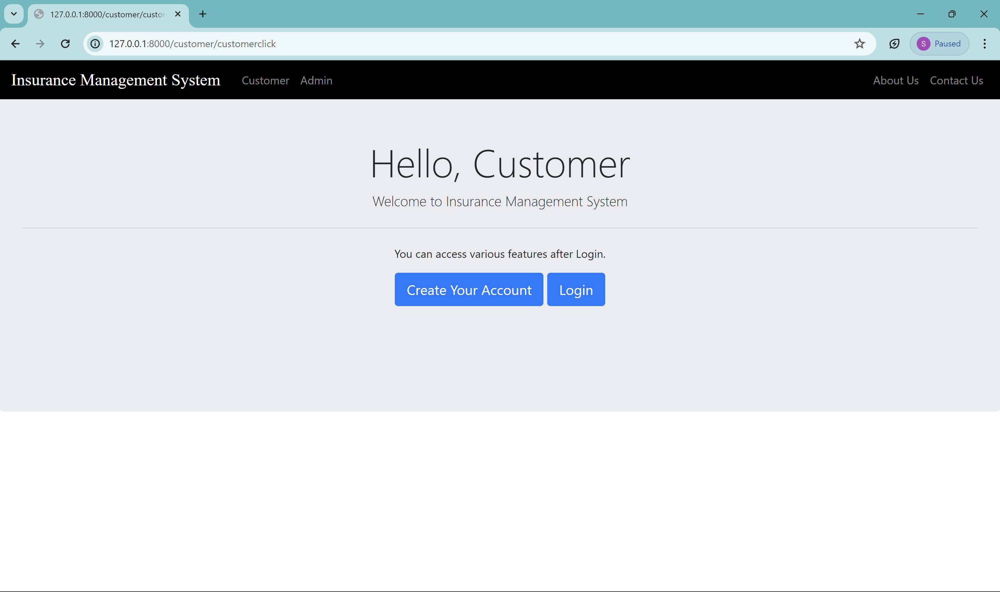 127.0.0.1:8000/customer/custor
127.0.0.1:8000/customer/customerclick
S Paused
Insurance Management System Customer Admin About Us Contact Us
Hello, Customer
Welcome to Insurance Management System
You can access various features after Login.
Create Your Account Login